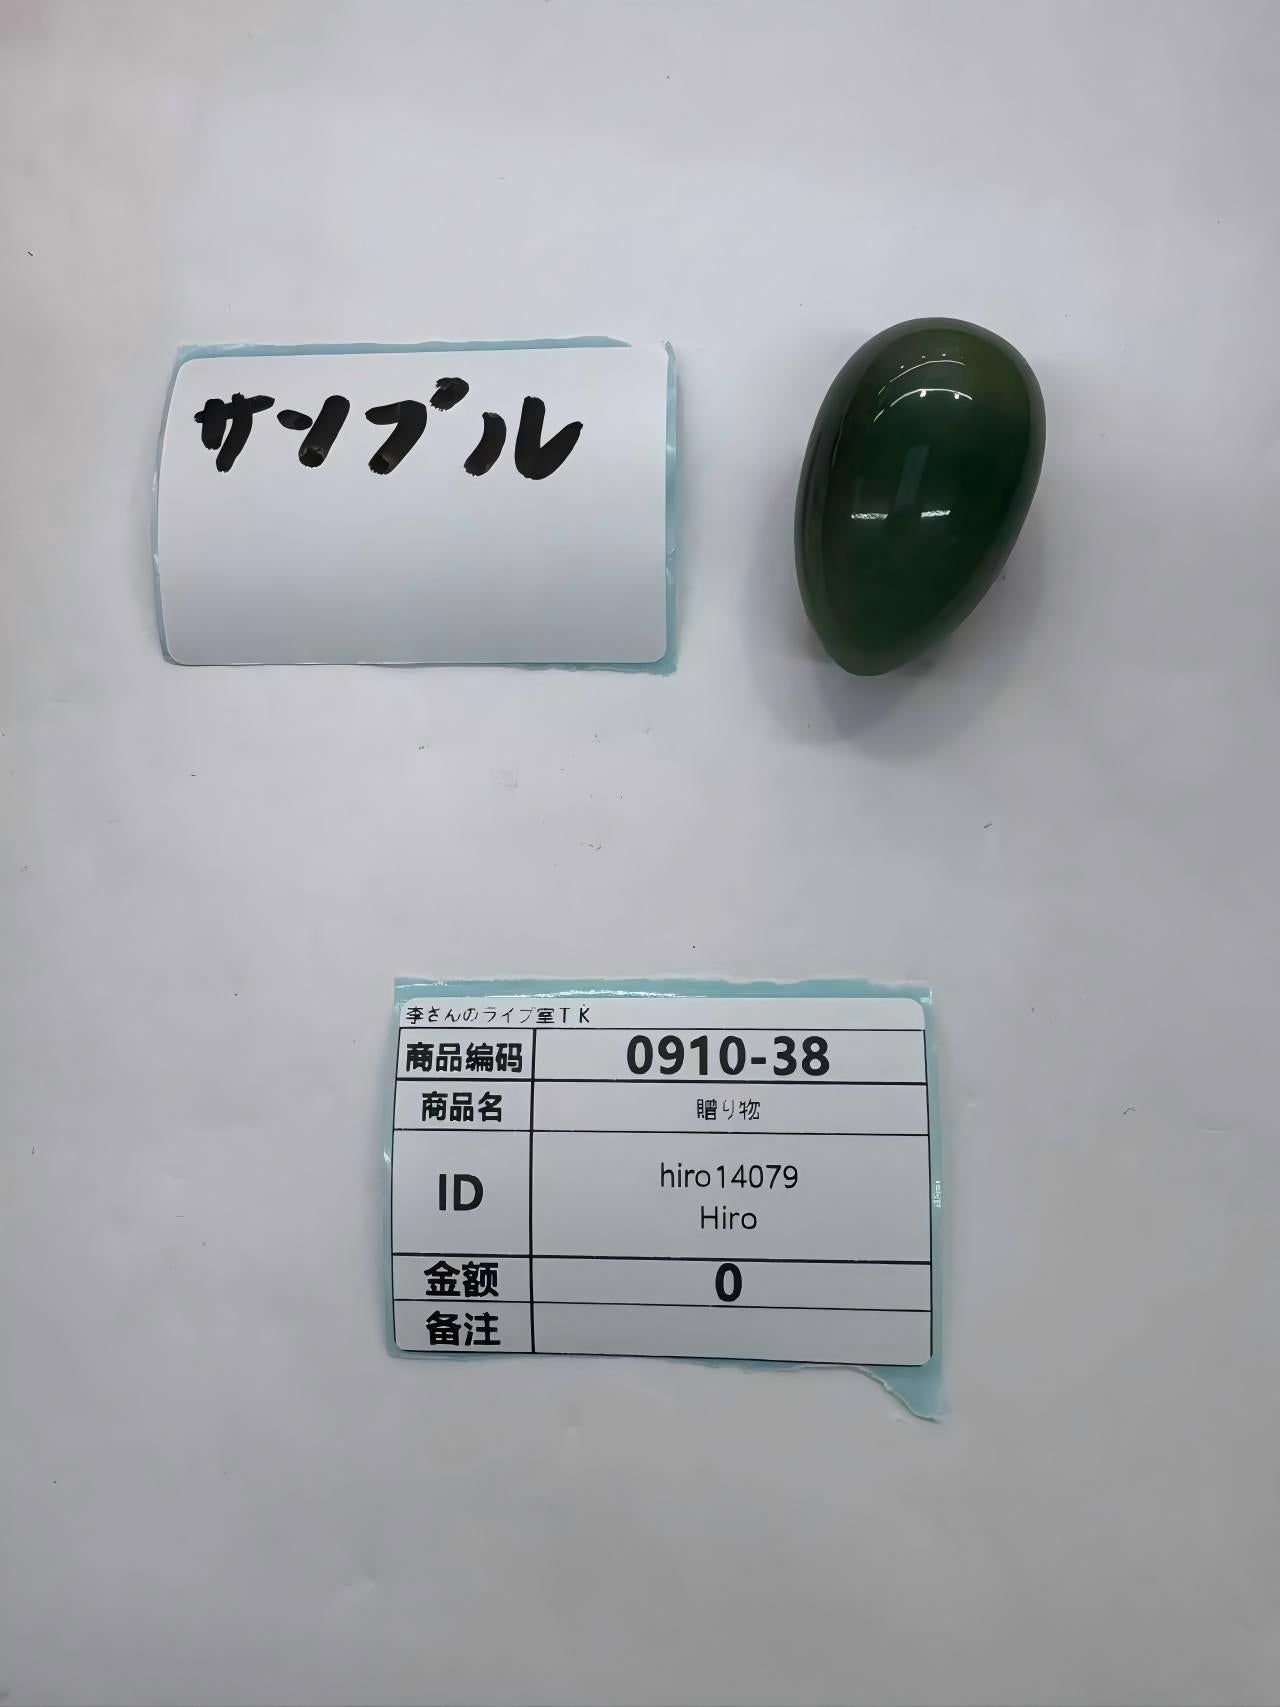 サンプル
李さんのライブ室TK
商品编码 0910-38
商品名 贈り物
ID hiro14079
Hiro
金额 0
备注